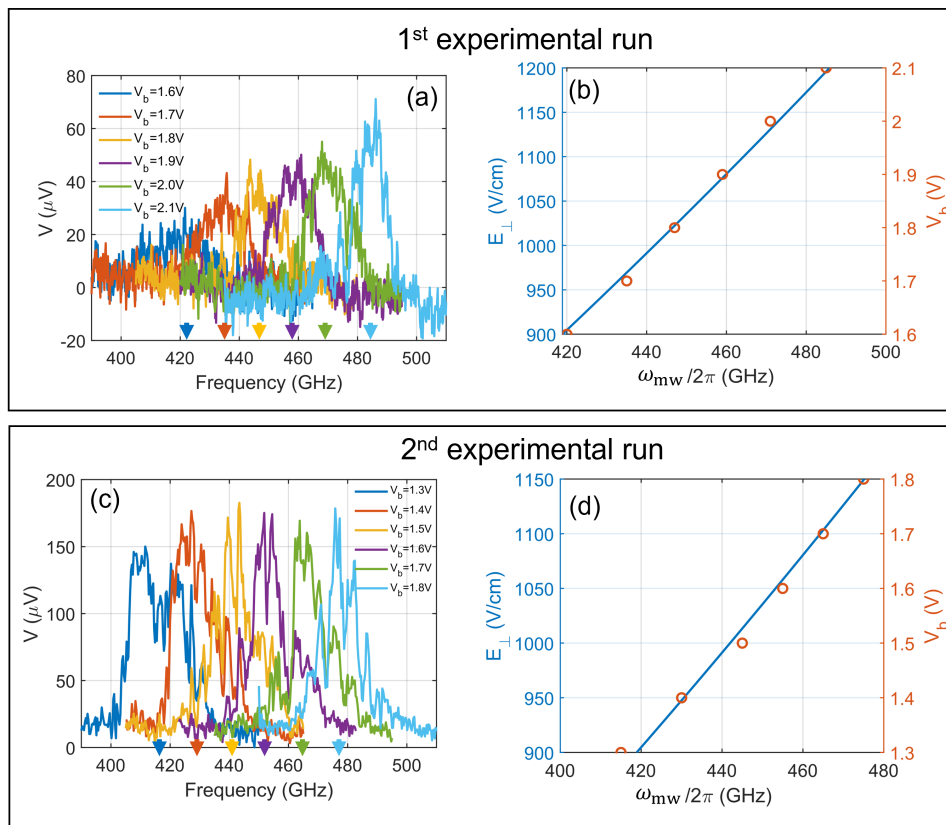 1st experimental run
(a)
V_b=1.6V
V_b=1.7V
V_b=1.8V
V_b=1.9V
V_b=2.0V
V_b=2.1V
80
60
40
20
0
-20
V (μV)
400 420 440 460 480 500
Frequency (GHz)
(b)
1200
1150
1100
1050
1000
950
900
E_⊥ (V/cm)
2.1
2
1.9
1.8
1.7
1.6
V_b (V)
420 440 460 480 500
ω_mw/2π (GHz)
2nd experimental run
(c)
V_b=1.3V
V_b=1.4V
V_b=1.5V
V_b=1.6V
V_b=1.7V
V_b=1.8V
200
150
100
50
0
V (μV)
400 420 440 460 480 500
Frequency (GHz)
(d)
1150
1100
1050
1000
950
900
E_⊥ (V/cm)
1.8
1.7
1.6
1.5
1.4
1.3
V_b (V)
400 420 440 460 480
ω_mw/2π (GHz)